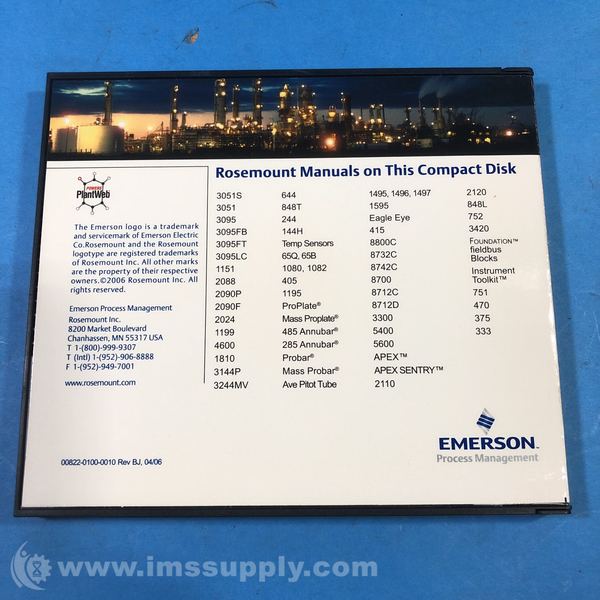 Rosemount Manuals on This Compact Disk
POWERS
PlantWeb
The Emerson logo is a trademark
and servicemark of Emerson Electric
Co.Rosemount and the Rosemount
logotype are registered trademarks
of Rosemount Inc. All other marks
are the property of their respective
owners.©2006 Rosemount Inc. All
rights reserved.
Emerson Process Management
Rosemount Inc.
8200 Market Boulevard
Chanhassen, MN 55317 USA
T 1-(800)-999-9307
T (Intl) 1-(952)-906-8888
F 1-(952)-949-7001
www.rosemount.com
00822-0100-0010 Rev BJ, 04/06
3051S
3051
3095
3095FB
3095FT
3095LC
1151
2088
2090P
2090F
2024
1199
4600
1810
3144P
3244MV
644
848T
244
144H
Temp Sensors
65Q, 65B
1080, 1082
405
1195
ProPlate®
Mass Proplate®
485 Annubar®
285 Annubar®
Probar®
Mass Probar®
Ave Pitot Tube
1495, 1496, 1497
1595
Eagle Eye
415
8800C
8732C
8742C
8700
8712C
8712D
3300
5400
5600
APEX™
APEX SENTRY™
2110
2120
848L
752
3420
FOUNDATION™
fieldbus
Blocks
Instrument
Toolkit™
751
470
375
333
EMERSON™
Process Management
© www.imssupply.com/